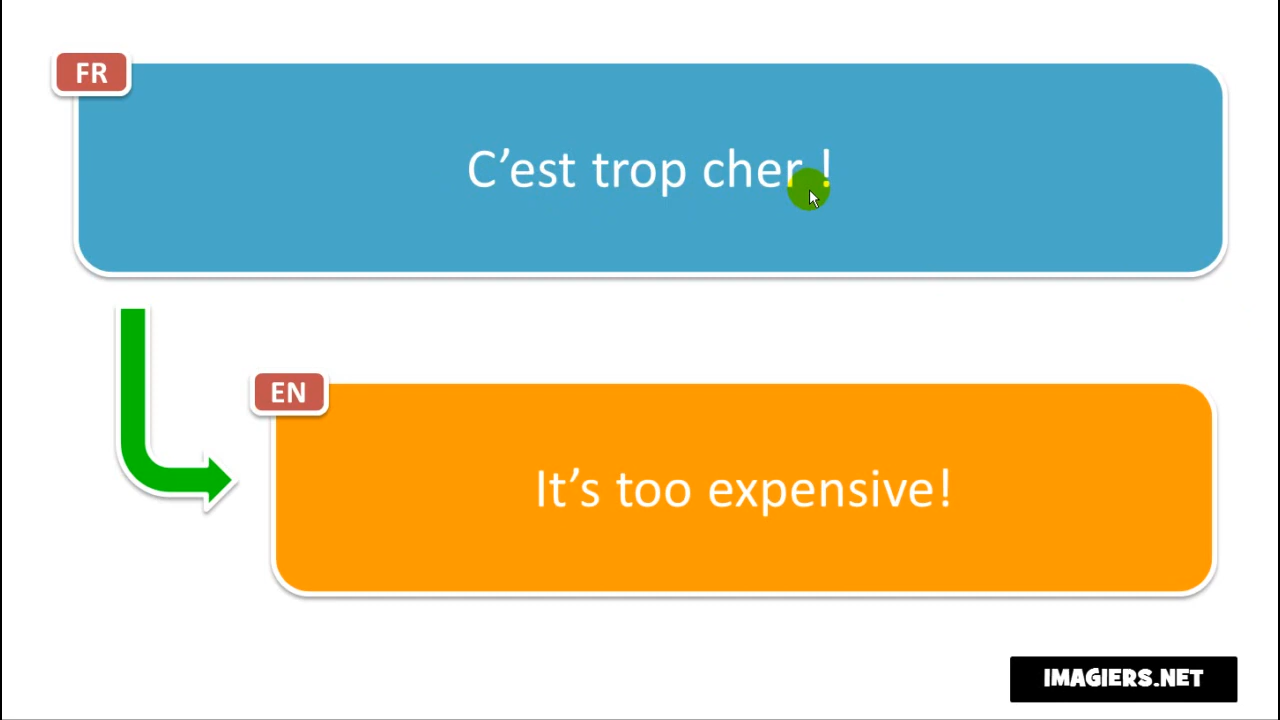 FR
C’est trop cher !
EN
It’s too expensive!
IMAGIERS.NET